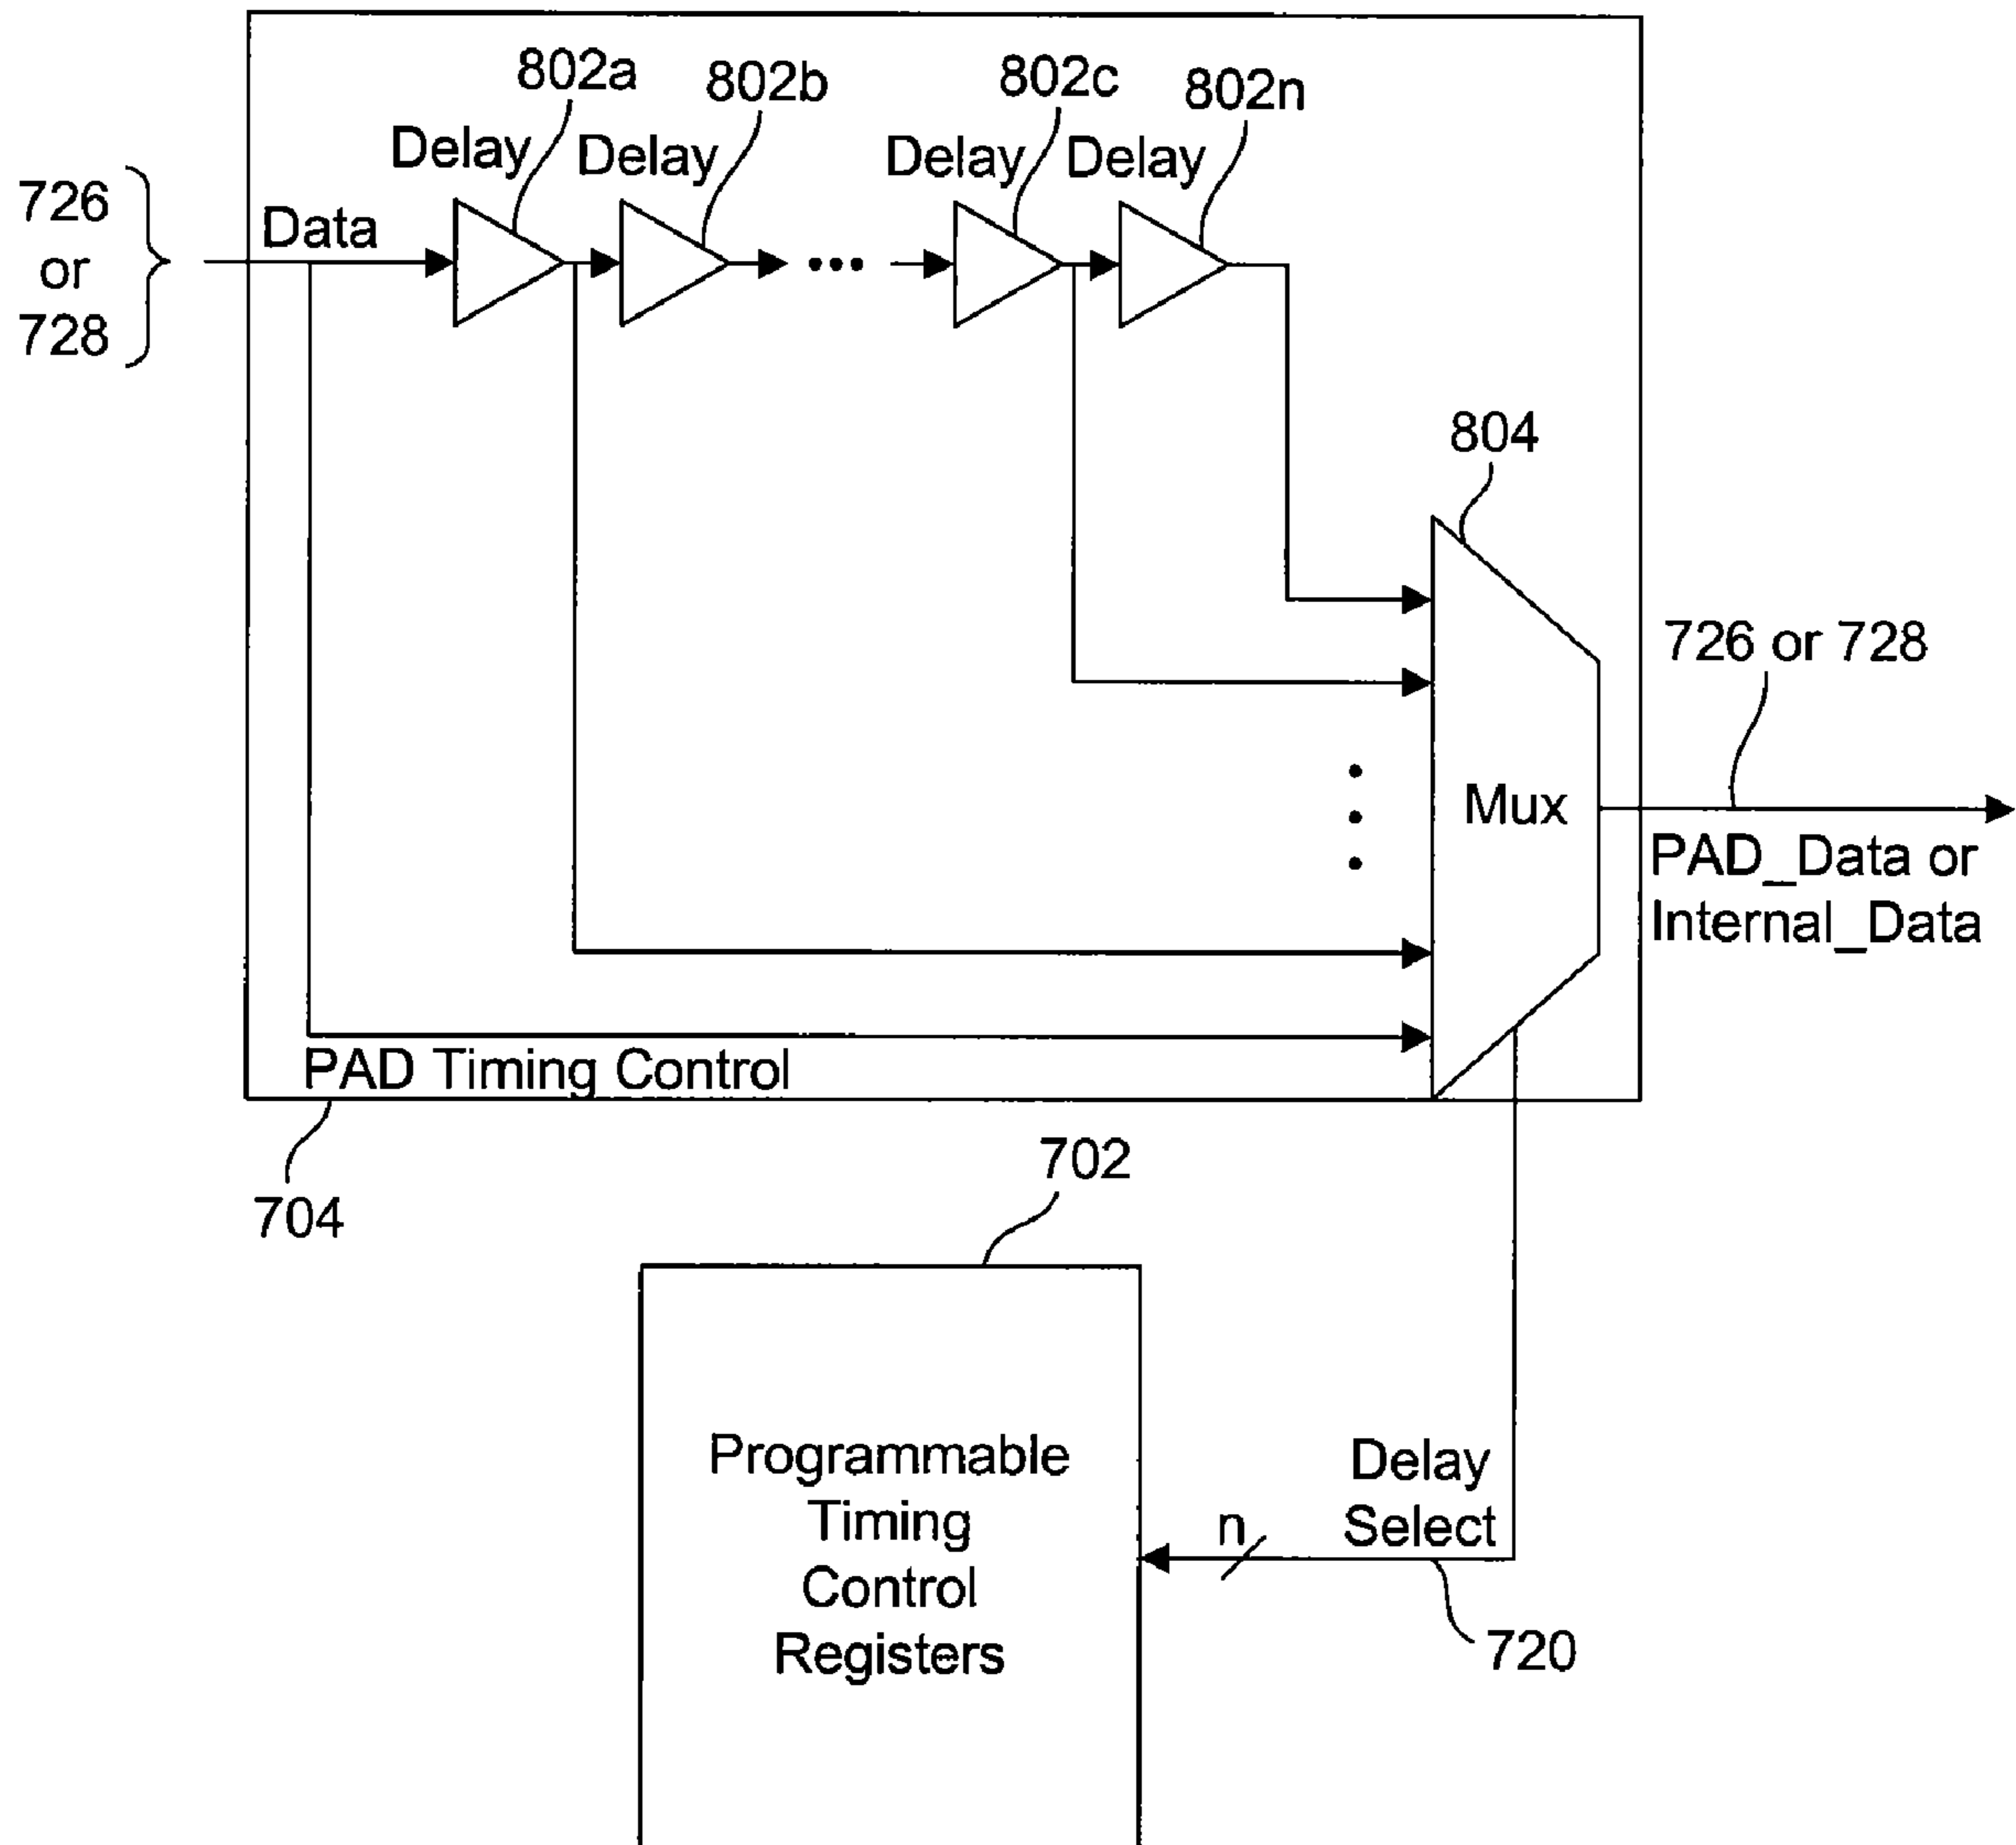 802a
802b
802c
802n
Delay
Delay
Delay
Delay
726
or
728
Data
804
726 or 728
Mux
PAD_Data or
Internal_Data
PAD Timing Control
704
702
Programmable
Timing
Control
Registers
Delay
Select
n
720